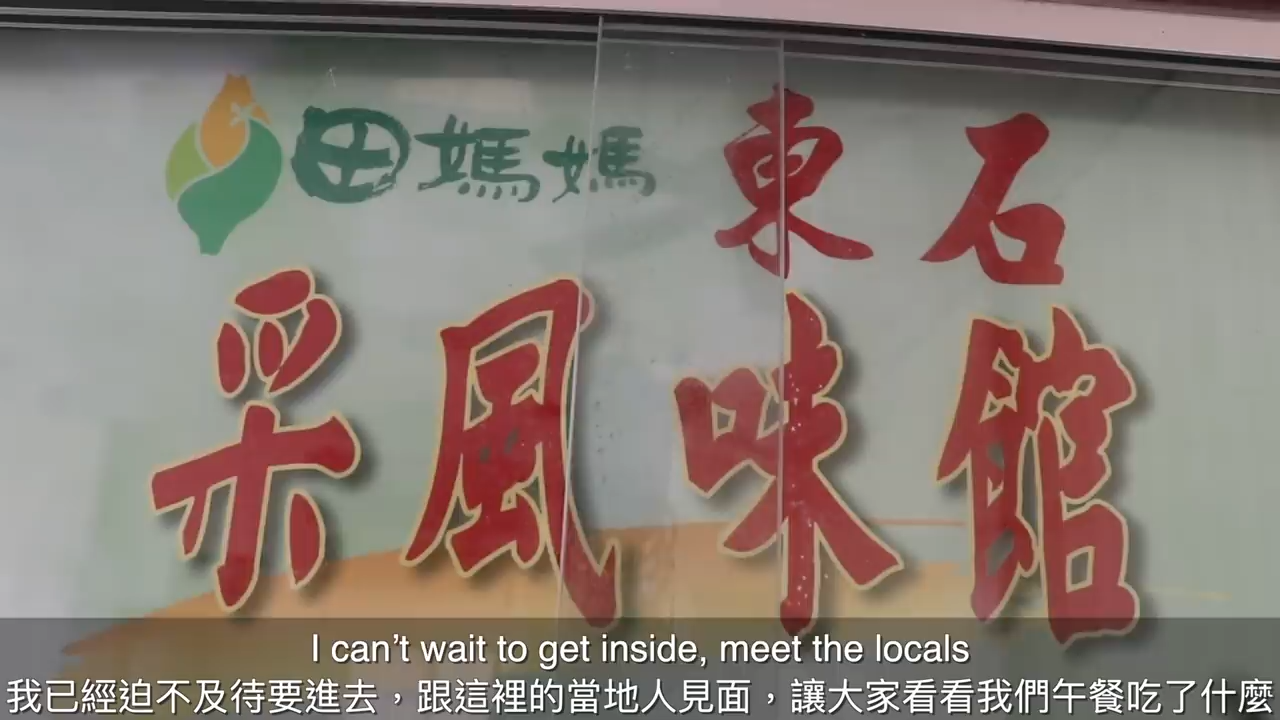 田媽媽 東石
采風味館
I can't wait to get inside, meet the locals
我已經迫不及待要進去，跟這裡的當地人見面，讓大家看看我們午餐吃了什麼